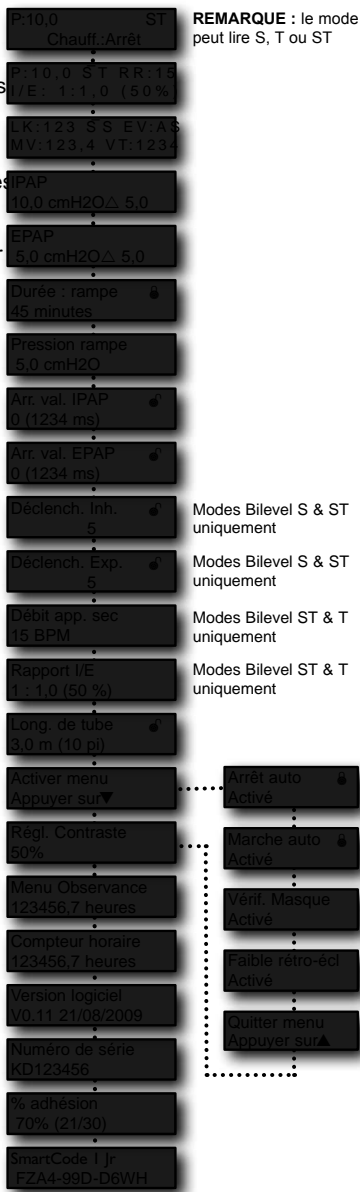 P:10,0 ST
Chauff.:Arrêt
REMARQUE : le mode
peut lire S, T ou ST
P:10,0 ST RR:15
I/E: 1:1,0 (50%)
LK:123 SS EV:AS
MV:123,4 VT:1234
IPAP
10,0 cmH2O△ 5,0
EPAP
5,0 cmH2O△ 5,0
Durée : rampe
45 minutes
Pression rampe
5,0 cmH2O
Arr. val. IPAP
0 (1234 ms)
Arr. val. EPAP
0 (1234 ms)
Déclench. Inh.
5
Modes Bilevel S & ST
uniquement
Déclench. Exp.
5
Modes Bilevel S & ST
uniquement
Débit app. sec
15 BPM
Modes Bilevel ST & T
uniquement
Rapport I/E
1 : 1,0 (50 %)
Modes Bilevel ST & T
uniquement
Long. de tube
3,0 m (10 pi)
Activer menu
Appuyer sur▼
Régl. Contraste
50%
Menu Observance
123456,7 heures
Compteur horaire
123456,7 heures
Version logiciel
V0.11 21/08/2009
Numéro de série
KD123456
% adhésion
70% (21/30)
SmartCode 1 Jr
FZA4-99D-D6WH
Arrêt auto
Activé
Marche auto
Activé
Vérif. Masque
Activé
Faible rétro-écl
Activé
Quitter menu
Appuyer sur▲